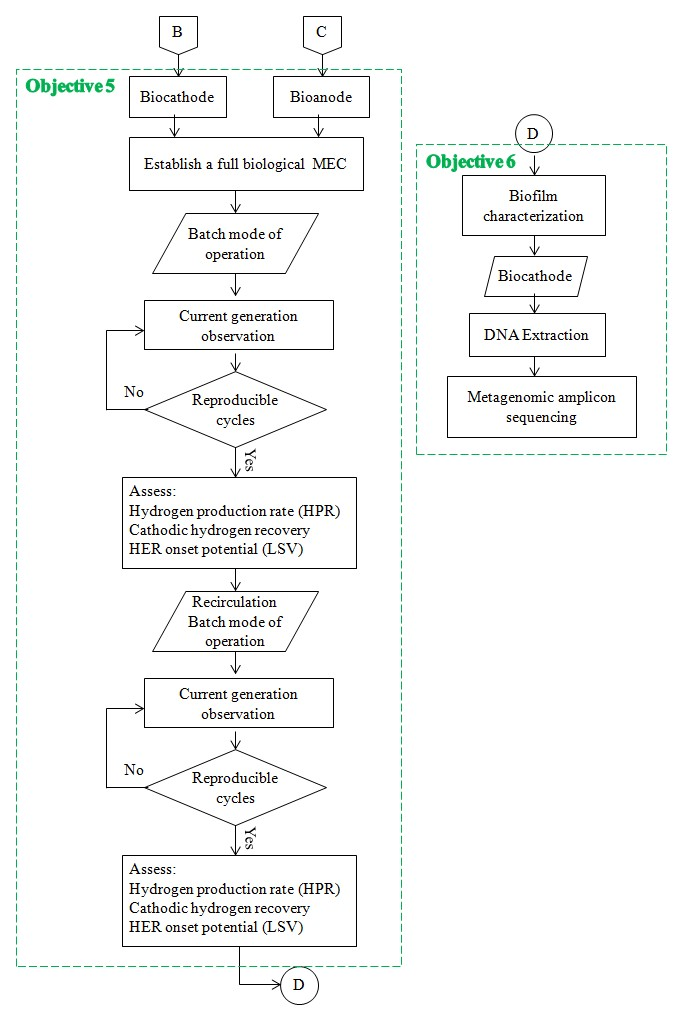 B
C
Objective 5
Biocathode
Bioanode
Establish a full biological MEC
Batch mode of
operation
Current generation
observation
No
Reproducible
cycles
Yes
Assess:
Hydrogen production rate (HPR)
Cathodic hydrogen recovery
HER onset potential (LSV)
Recirculation
Batch mode of
operation
Current generation
observation
No
Reproducible
cycles
Yes
Assess:
Hydrogen production rate (HPR)
Cathodic hydrogen recovery
HER onset potential (LSV)
D
D
Objective 6
Biofilm
characterization
Biocathode
DNA Extraction
Metagenomic amplicon
sequencing